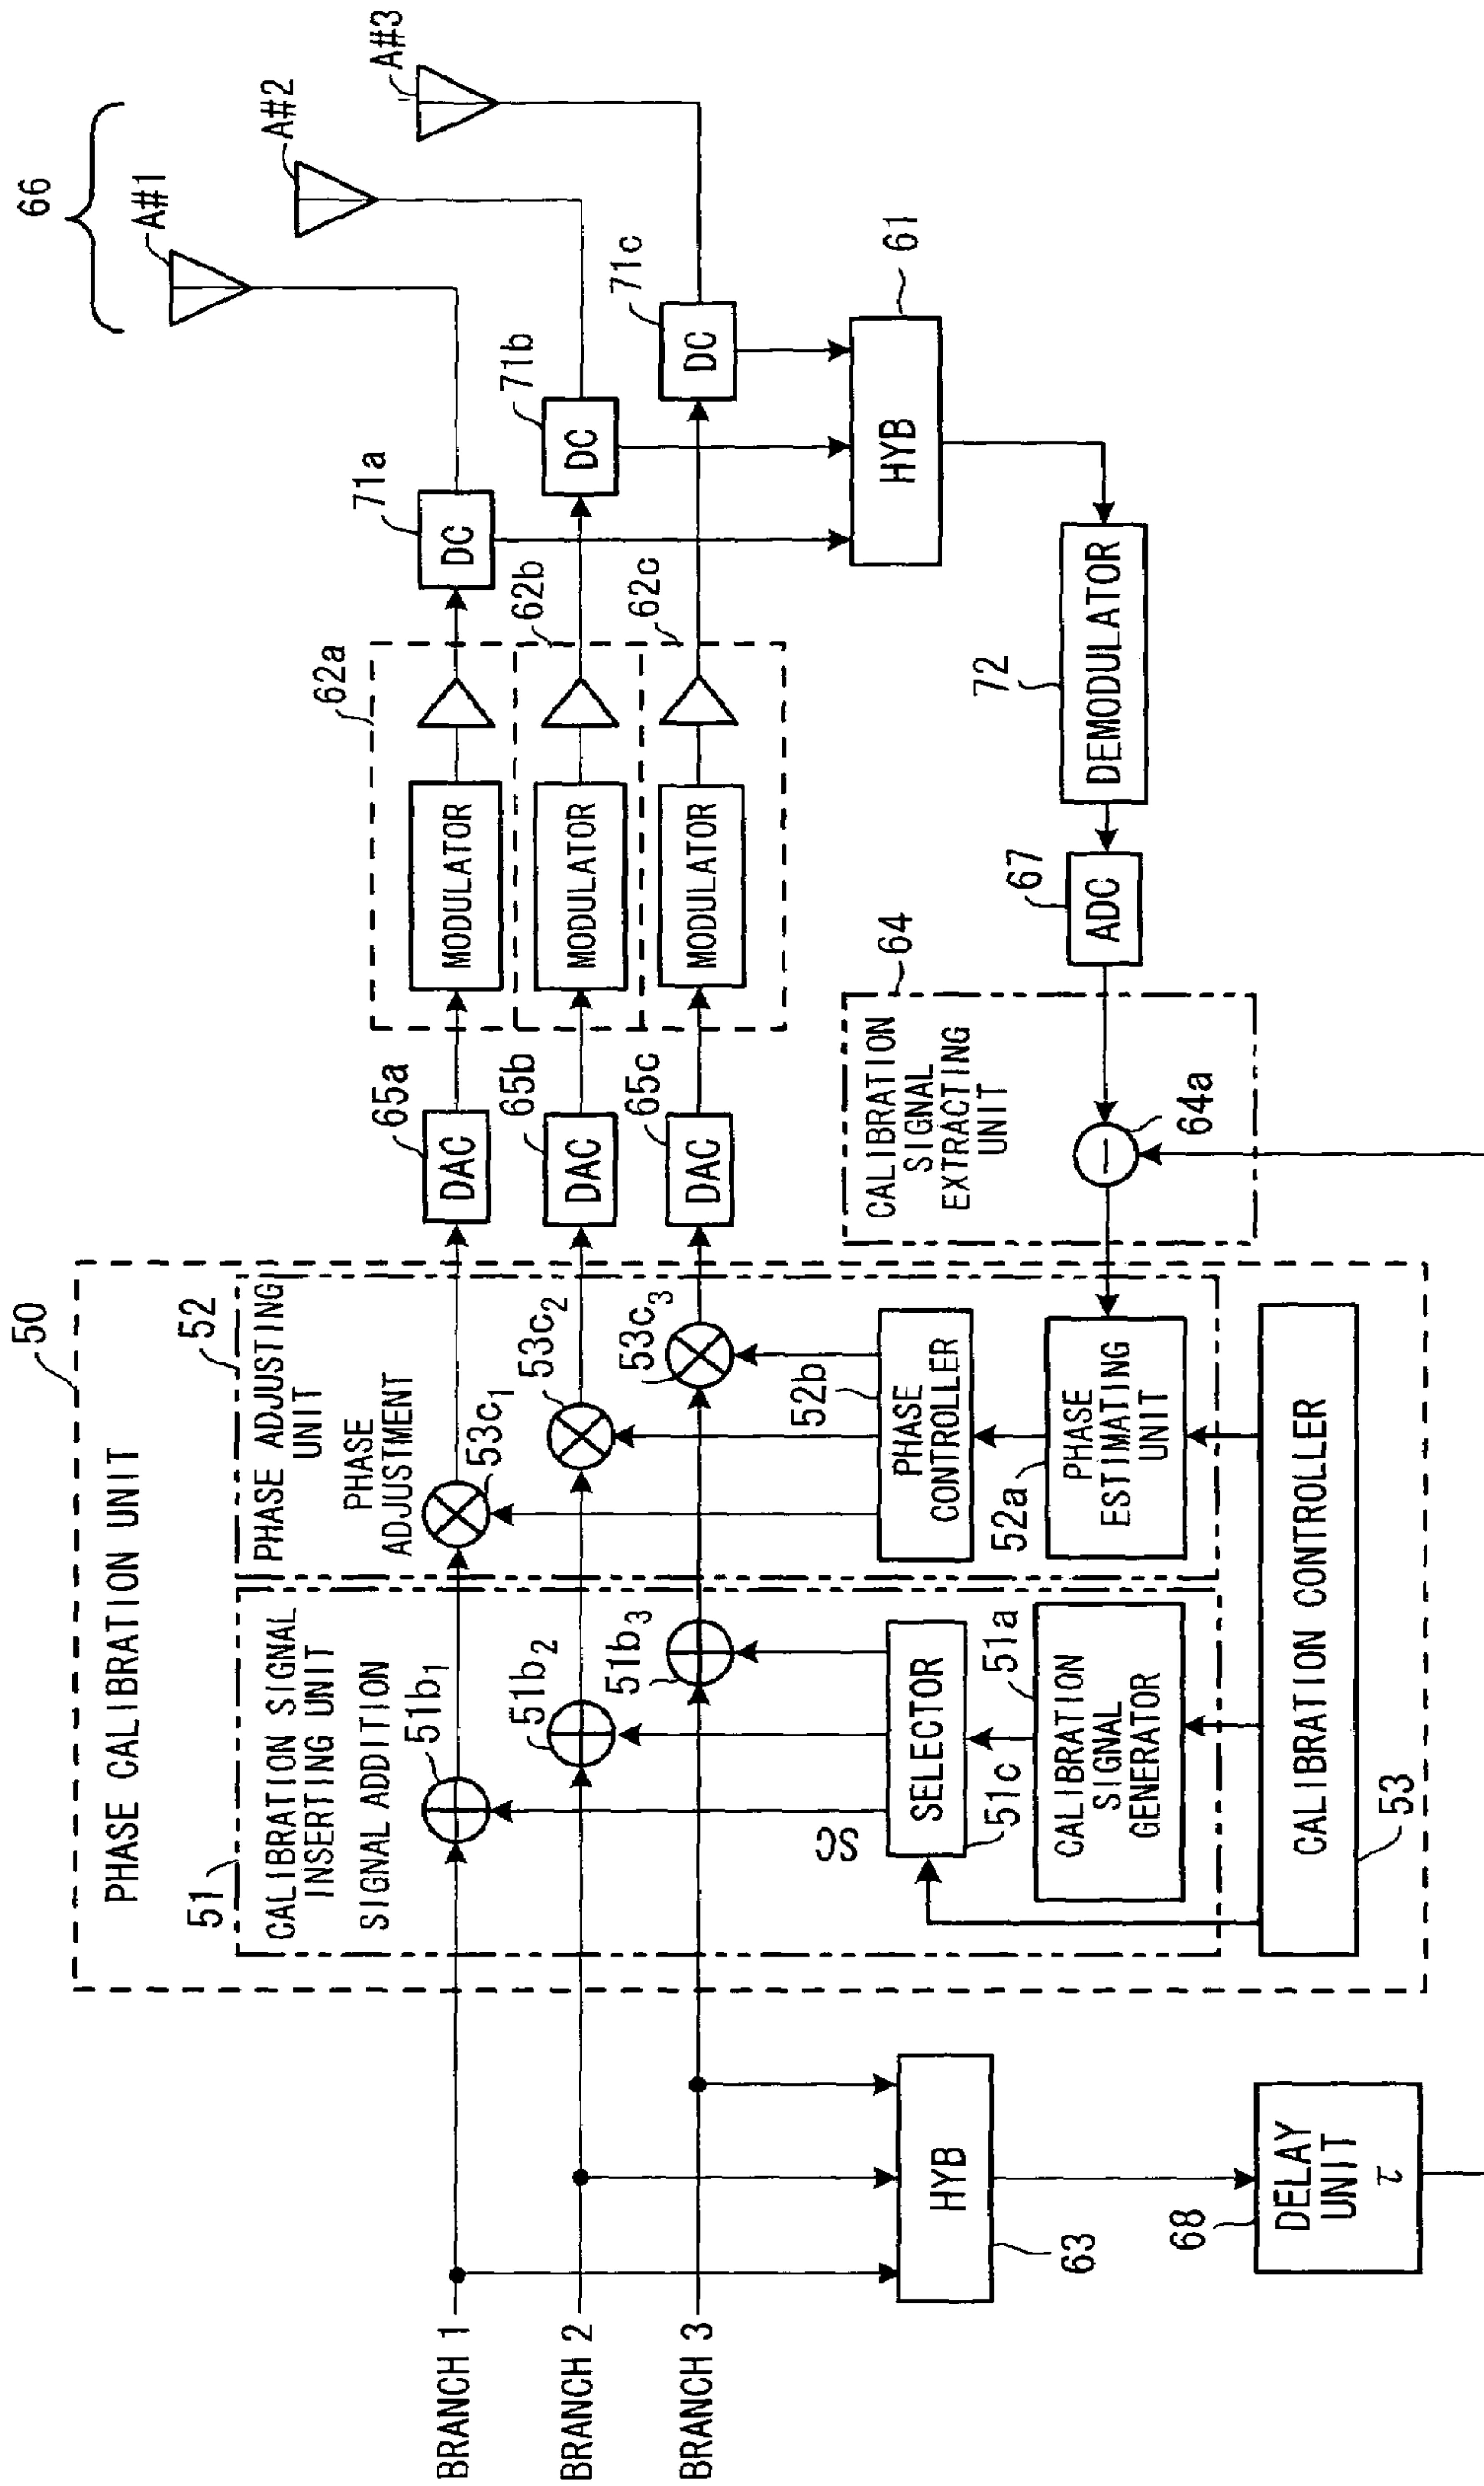 66
A#1
A#2
A#3
50
PHASE CALIBRATION UNIT
51
CALIBRATION SIGNAL
INSERTING UNIT
SIGNAL ADDITION
52
PHASE ADJUSTING
UNIT
PHASE
ADJUSTMENT
BRANCH 1
BRANCH 2
BRANCH 3
51b1
51b2
51b3
53c1
53c2
53c3
65a
DAC
65b
DAC
65c
DAC
62a
MODULATOR
62b
MODULATOR
62c
MODULATOR
71a
DC
71b
DC
71c
DC
61
HYB
SC
SELECTOR
51c
51a
CALIBRATION
SIGNAL
GENERATOR
52b
PHASE
CONTROLLER
52a
PHASE
ESTIMATING
UNIT
CALIBRATION CONTROLLER
53
64
CALIBRATION
SIGNAL
EXTRACTING
UNIT
64a
67
ADC
72
DEMODULATOR
HYB
63
68
DELAY
UNIT
τ